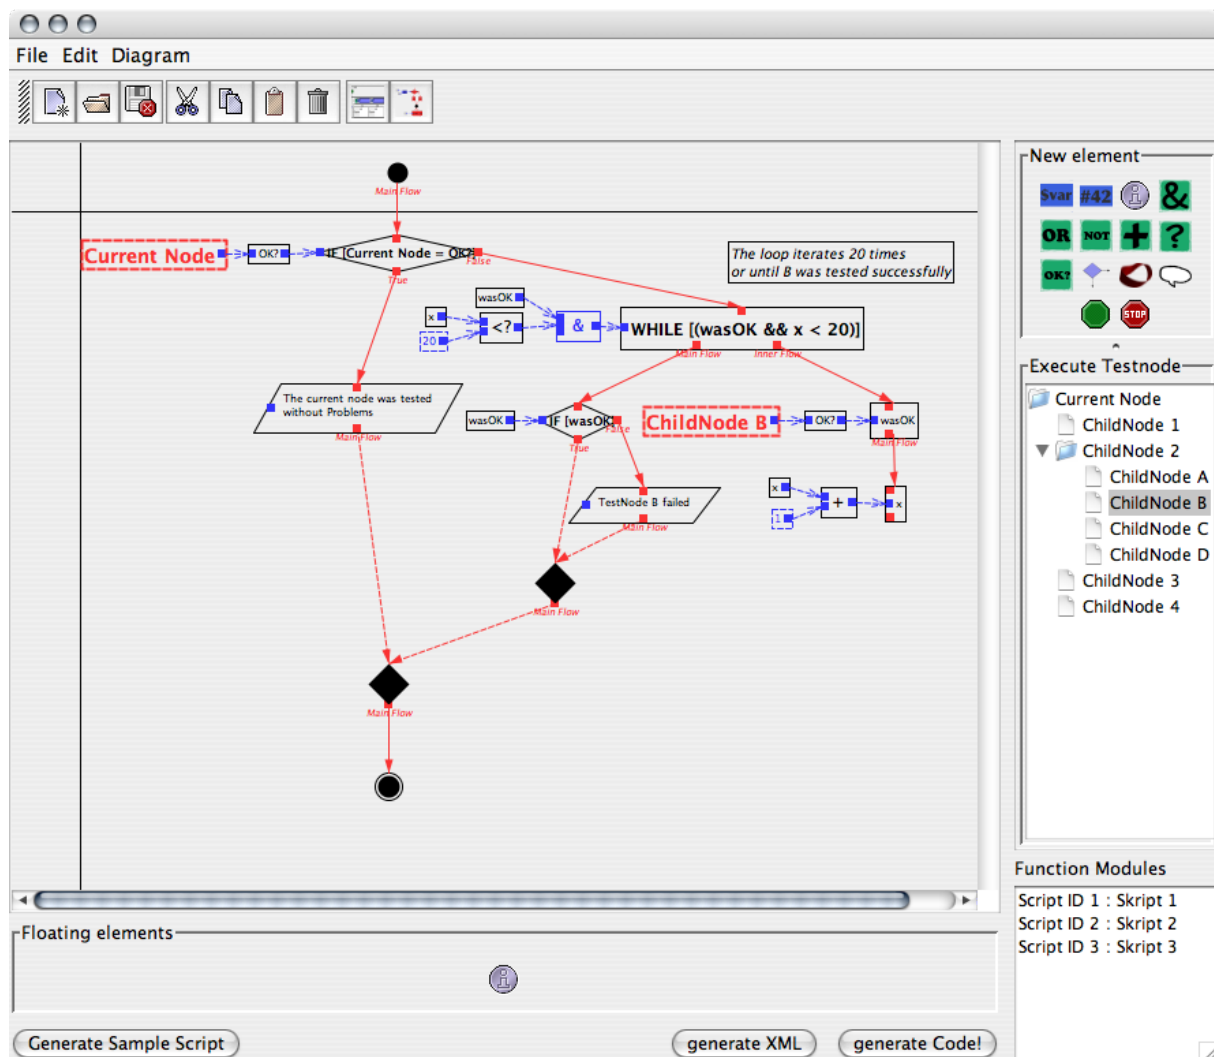 File Edit Diagram
New element
$var #42 &
OR NOT + ?
OK?
STOP
Main Flow
Current Node OK? IF [Current Node = OK?]
False
True
The loop iterates 20 times
or until B was tested successfully
wasOK
x
<?
20
&
WHILE [(wasOK && x < 20)]
Main Flow Inner Flow
The current node was tested
without Problems
Main Flow
wasOK IF [wasOK]
False
True
ChildNode B OK? wasOK
Main Flow
TestNode B failed
Main Flow
x
+
1
x
Main Flow
Main Flow
Execute Testnode
Current Node
ChildNode 1
ChildNode 2
ChildNode A
ChildNode B
ChildNode C
ChildNode D
ChildNode 3
ChildNode 4
Function Modules
Script ID 1 : Skript 1
Script ID 2 : Skript 2
Script ID 3 : Skript 3
Floating elements
Generate Sample Script generate XML generate Code!